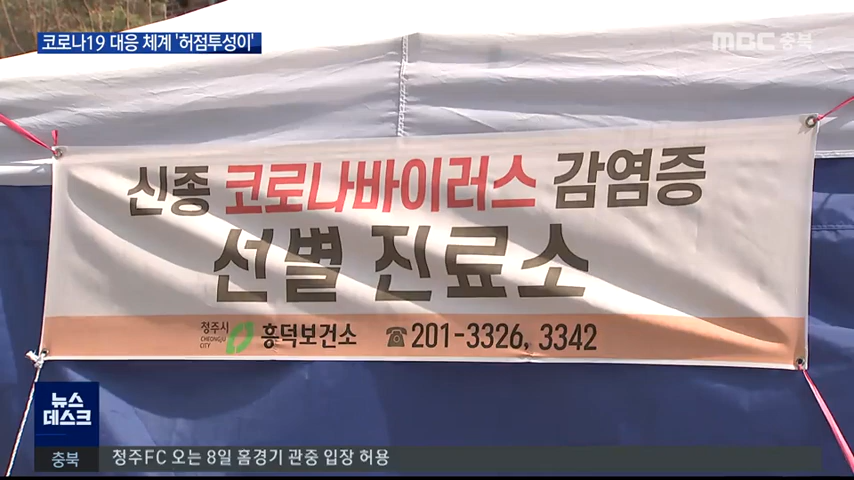 코로나19 대응 체계 '허점투성이'
MBC 충북
신종 코로나바이러스 감염증
선별 진료소
청주시
CHEONGJU
CITY
흥덕보건소 ☎201-3326, 3342
뉴스
데스크
충북 청주FC 오는 8일 홈경기 관중 입장 허용